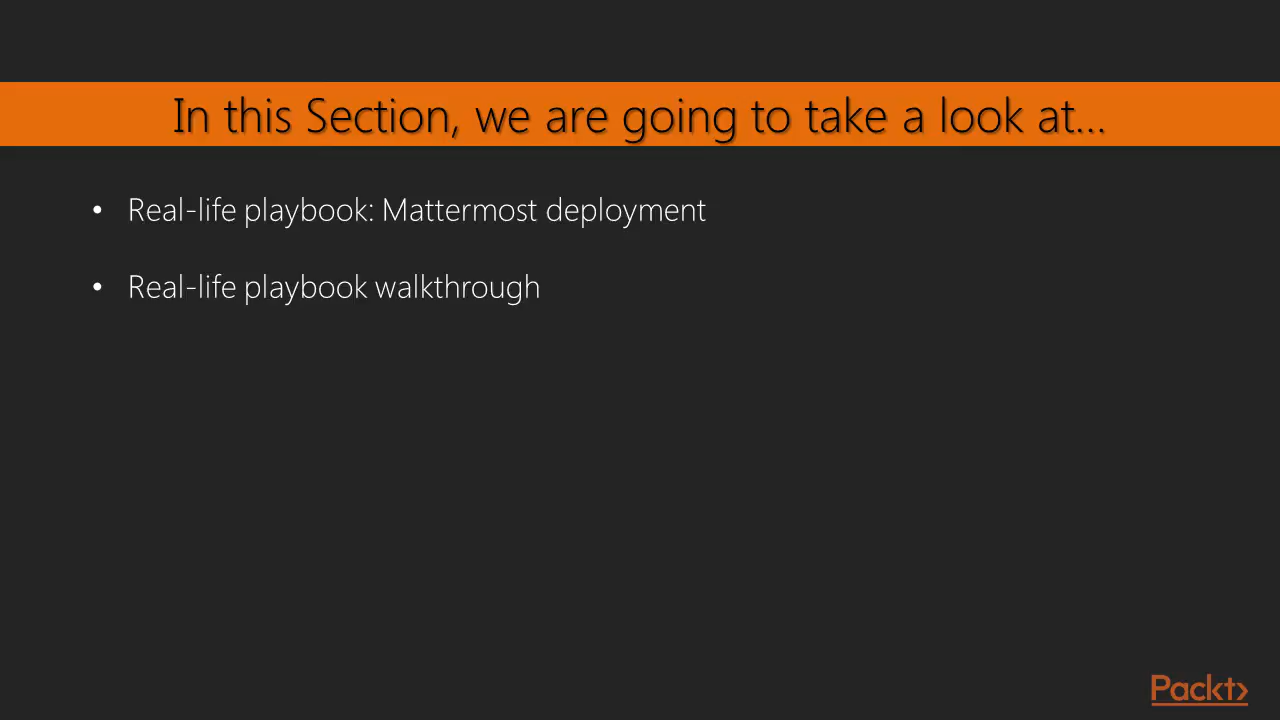 In this Section, we are going to take a look at...
• Real-life playbook: Mattermost deployment
• Real-life playbook walkthrough
Packt>